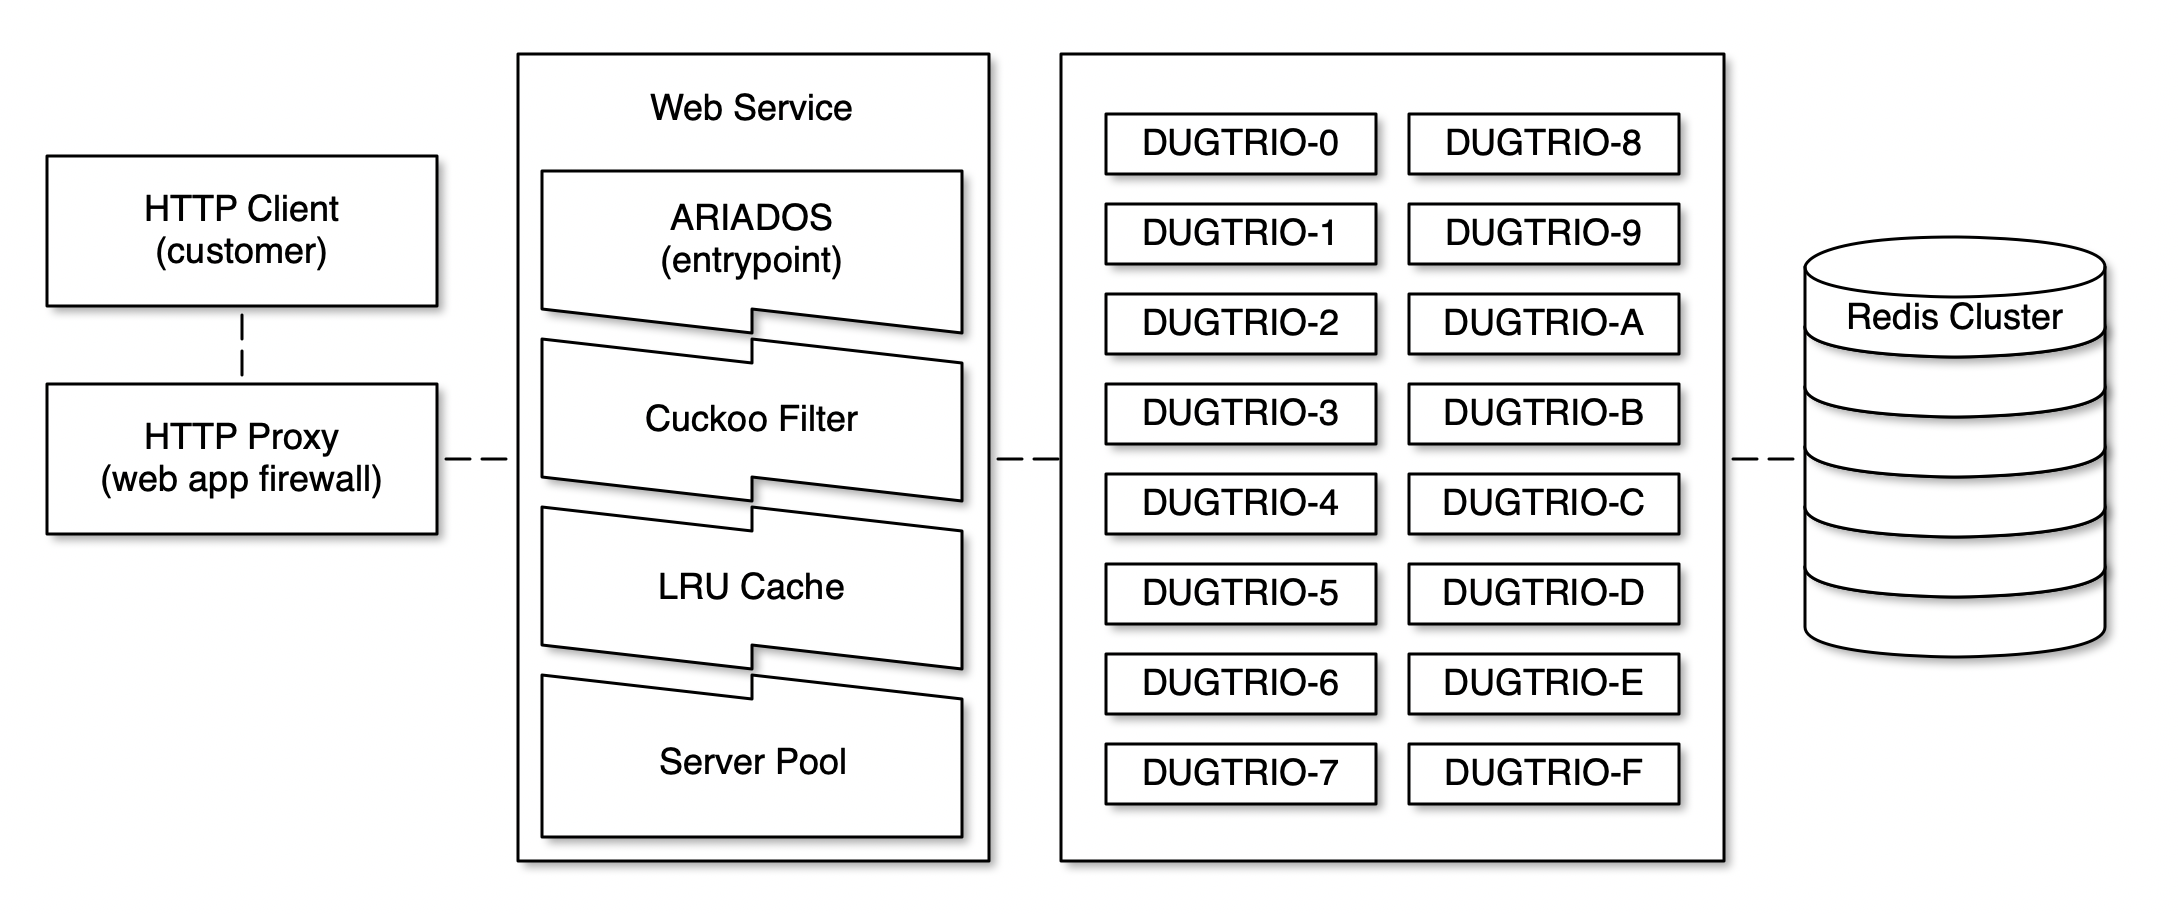 HTTP Client
(customer)
HTTP Proxy
(web app firewall)
Web Service
ARIADOS
(entrypoint)
Cuckoo Filter
LRU Cache
Server Pool
DUGTRIO-0
DUGTRIO-1
DUGTRIO-2
DUGTRIO-3
DUGTRIO-4
DUGTRIO-5
DUGTRIO-6
DUGTRIO-7
DUGTRIO-8
DUGTRIO-9
DUGTRIO-A
DUGTRIO-B
DUGTRIO-C
DUGTRIO-D
DUGTRIO-E
DUGTRIO-F
Redis Cluster